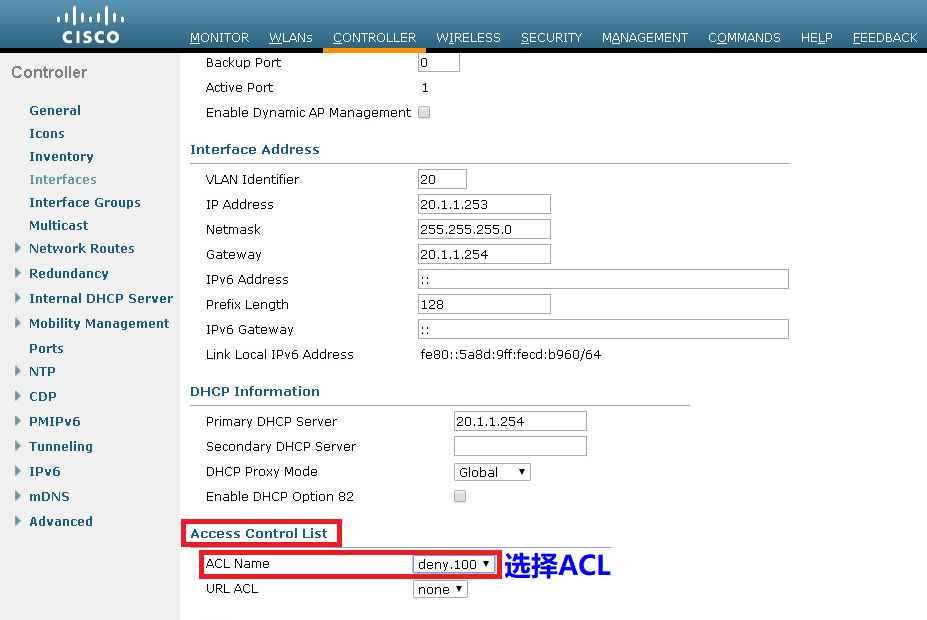 CISCO
MONITOR WLANs CONTROLLER WIRELESS SECURITY MANAGEMENT COMMANDS HELP FEEDBACK
Controller
General
Icons
Inventory
Interfaces
Interface Groups
Multicast
Network Routes
Redundancy
Internal DHCP Server
Mobility Management
Ports
NTP
CDP
PMIPv6
Tunneling
IPv6
mDNS
Advanced
Backup Port 0
Active Port 1
Enable Dynamic AP Management
Interface Address
VLAN Identifier 20
IP Address 20.1.1.253
Netmask 255.255.255.0
Gateway 20.1.1.254
IPv6 Address ::
Prefix Length 128
IPv6 Gateway ::
Link Local IPv6 Address fe80::5a8d:9ff:fecd:b960/64
DHCP Information
Primary DHCP Server 20.1.1.254
Secondary DHCP Server
DHCP Proxy Mode Global
Enable DHCP Option 82
Access Control List
ACL Name deny.100 选择ACL
URL ACL none